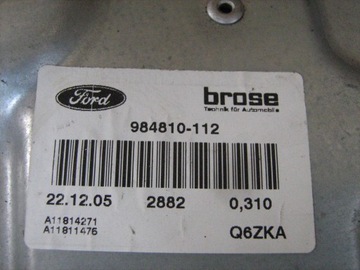 Ford
brose
Technik für Automobile
984810-112
22.12.05 2882 0,310
A11814271
A11811476
Q6ZKA